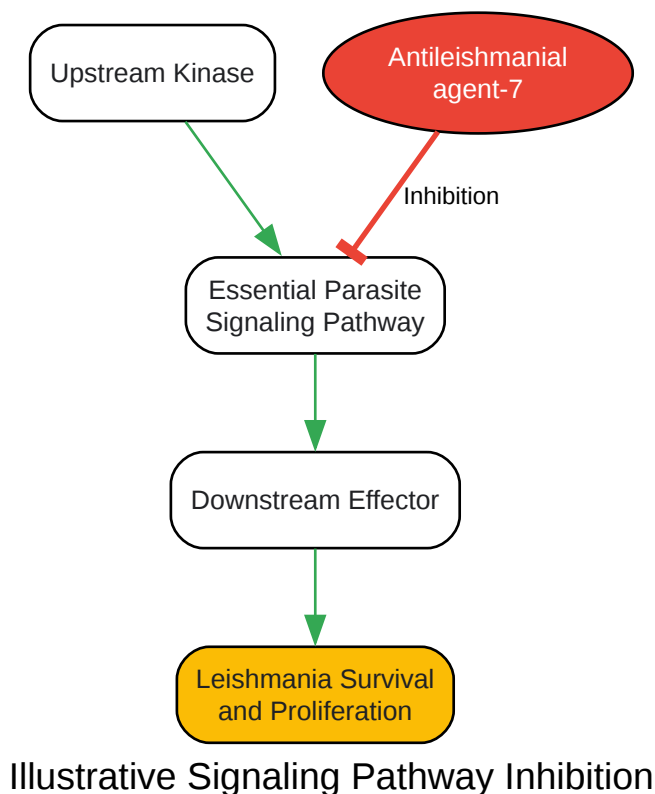 Upstream Kinase
Antileishmanial
agent-7
Inhibition
Essential Parasite
Signaling Pathway
Downstream Effector
Leishmania Survival
and Proliferation
Illustrative Signaling Pathway Inhibition